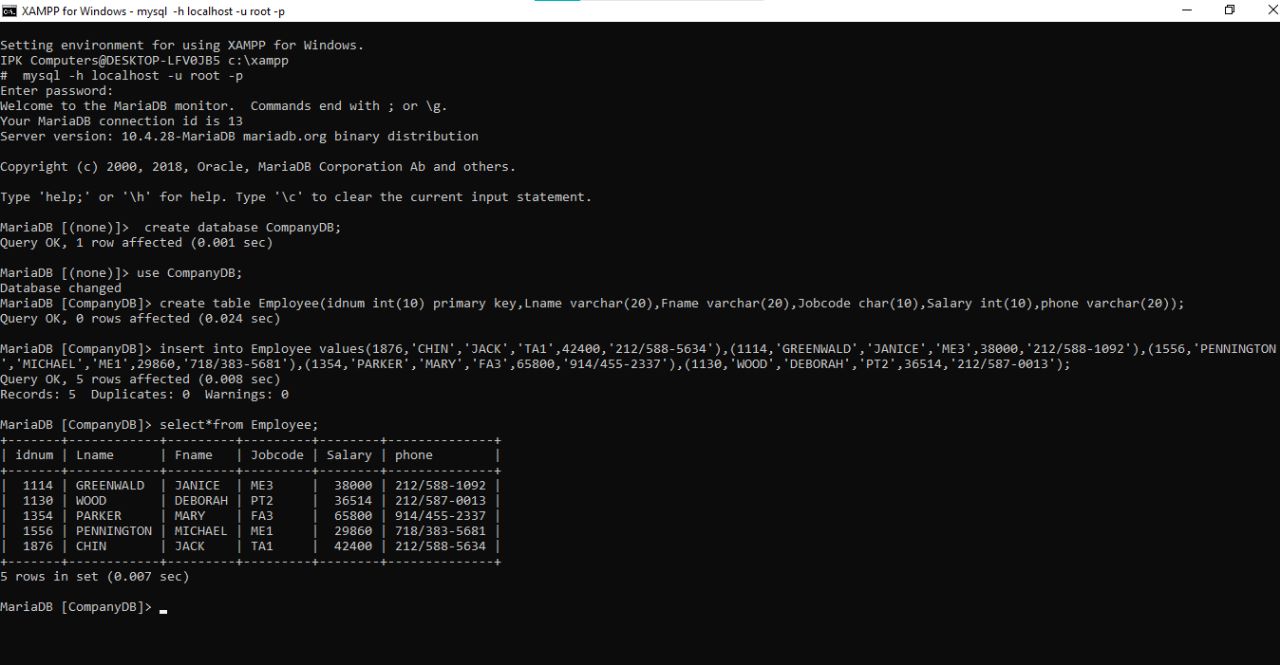 XAMPP for Windows - mysql -h localhost -u root -p
Setting environment for using XAMPP for Windows.
IPK Computers@DESKTOP-LFV0JB5 c:\xampp
#  mysql -h localhost -u root -p
Enter password:
Welcome to the MariaDB monitor.  Commands end with ; or \g.
Your MariaDB connection id is 13
Server version: 10.4.28-MariaDB mariadb.org binary distribution
Copyright (c) 2000, 2018, Oracle, MariaDB Corporation Ab and others.
Type 'help;' or '\h' for help. Type '\c' to clear the current input statement.
MariaDB [(none)]>  create database CompanyDB;
Query OK, 1 row affected (0.001 sec)
MariaDB [(none)]> use CompanyDB;
Database changed
MariaDB [CompanyDB]> create table Employee(idnum int(10) primary key,Lname varchar(20),Fname varchar(20),Jobcode char(10),Salary int(10),phone varchar(20));
Query OK, 0 rows affected (0.024 sec)
MariaDB [CompanyDB]> insert into Employee values(1876,'CHIN','JACK','TA1',42400,'212/588-5634'),(1114,'GREENWALD','JANICE','ME3',38000,'212/588-1092'),(1556,'PENNINGTON
','MICHAEL','ME1',29860,'718/383-5681'),(1354,'PARKER','MARY','FA3',65800,'914/455-2337'),(1130,'WOOD','DEBORAH','PT2',36514,'212/587-0013');
Query OK, 5 rows affected (0.008 sec)
Records: 5  Duplicates: 0  Warnings: 0
MariaDB [CompanyDB]> select*from Employee;
+-------+------------+---------+---------+--------+--------------+
| idnum | Lname      | Fname   | Jobcode | Salary | phone        |
+-------+------------+---------+---------+--------+--------------+
|  1114 | GREENWALD  | JANICE  | ME3     |  38000 | 212/588-1092 |
|  1130 | WOOD       | DEBORAH | PT2     |  36514 | 212/587-0013 |
|  1354 | PARKER     | MARY    | FA3     |  65800 | 914/455-2337 |
|  1556 | PENNINGTON | MICHAEL | ME1     |  29860 | 718/383-5681 |
|  1876 | CHIN       | JACK    | TA1     |  42400 | 212/588-5634 |
+-------+------------+---------+---------+--------+--------------+
5 rows in set (0.007 sec)
MariaDB [CompanyDB]> _